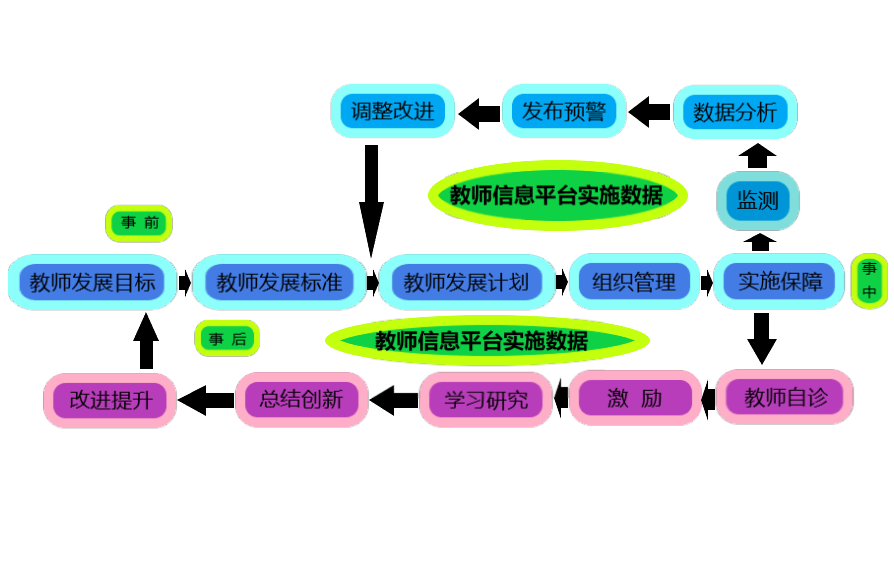 调整改进
发布预警
数据分析
教师信息平台实施数据
监测
事 前
教师发展目标
教师发展标准
教师发展计划
组织管理
实施保障
事
中
事 后
教师信息平台实施数据
改进提升
总结创新
学习研究
激 励
教师自诊